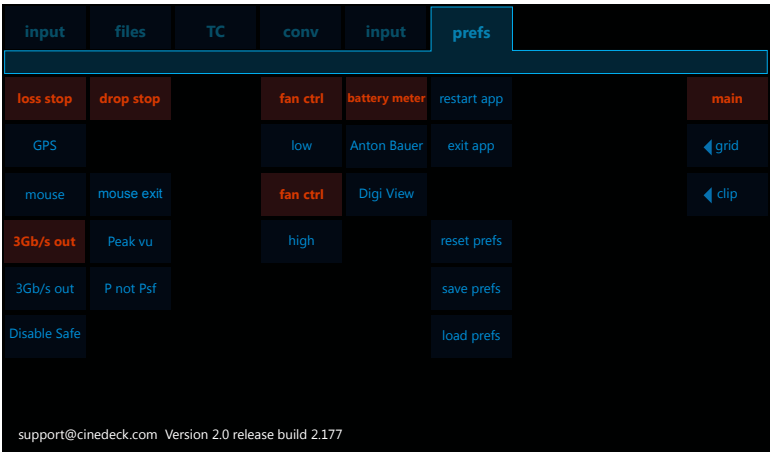 input files TC conv input prefs
loss stop drop stop fan ctrl battery meter restart app main
GPS low Anton Bauer exit app grid
mouse mouse exit fan ctrl Digi View clip
3Gb/s out Peak vu high reset prefs
3Gb/s out P not Psf save prefs
Disable Safe load prefs
support@cinedeck.com Version 2.0 release build 2.177